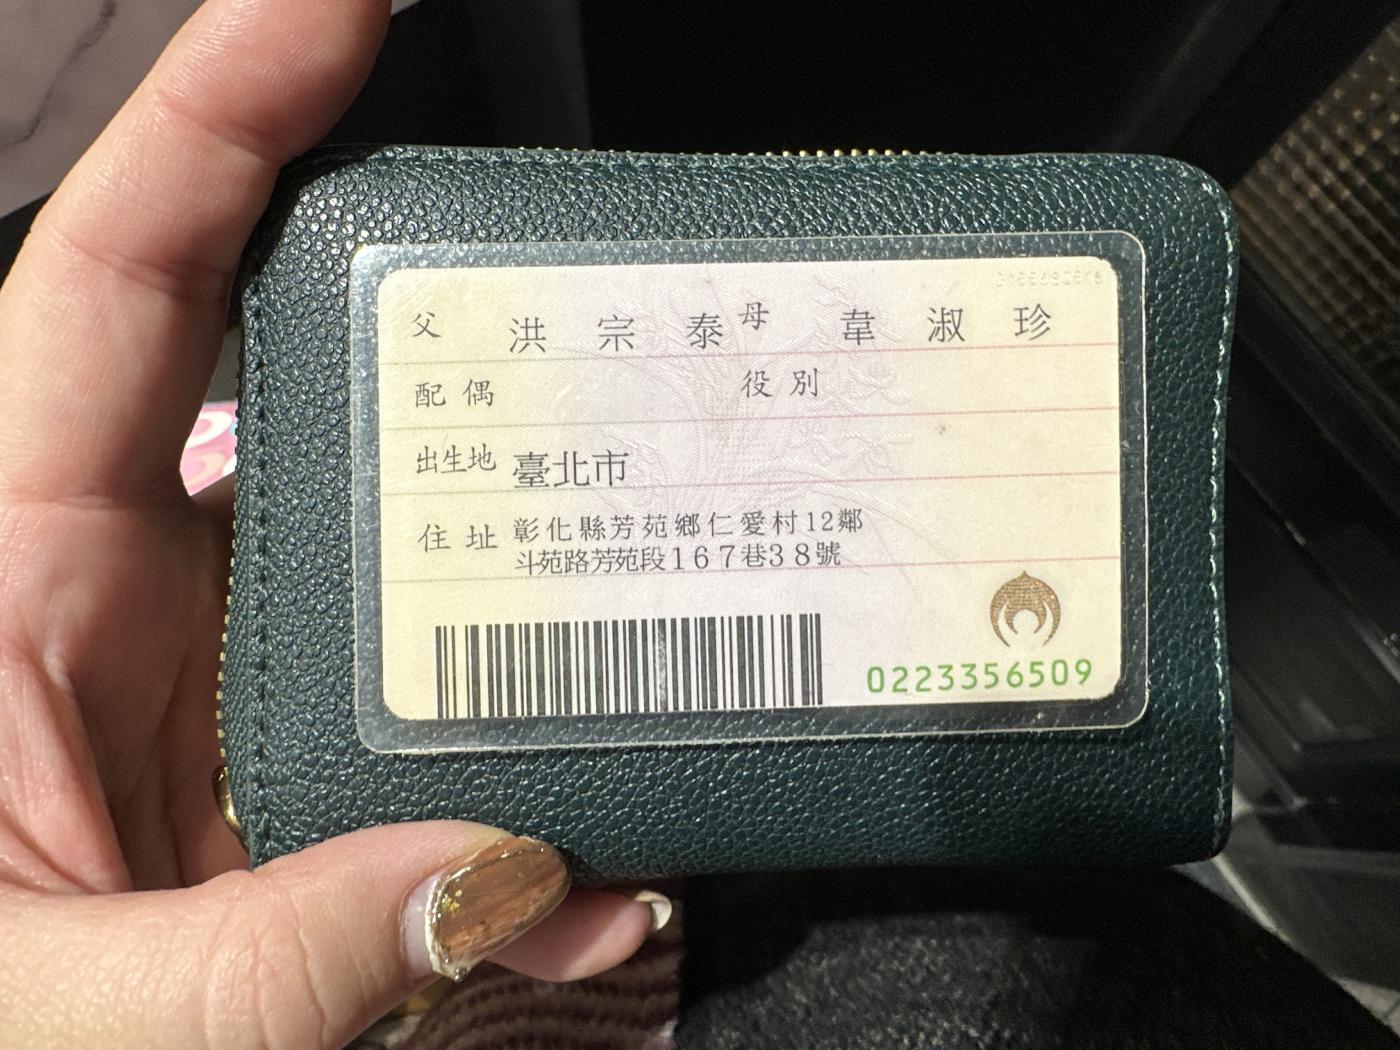 父 洪宗泰 母 韋淑珍
配偶 役別
出生地 臺北市
住址 彰化縣芳苑鄉仁愛村12鄰
斗苑路芳苑段167巷38號
0223356509